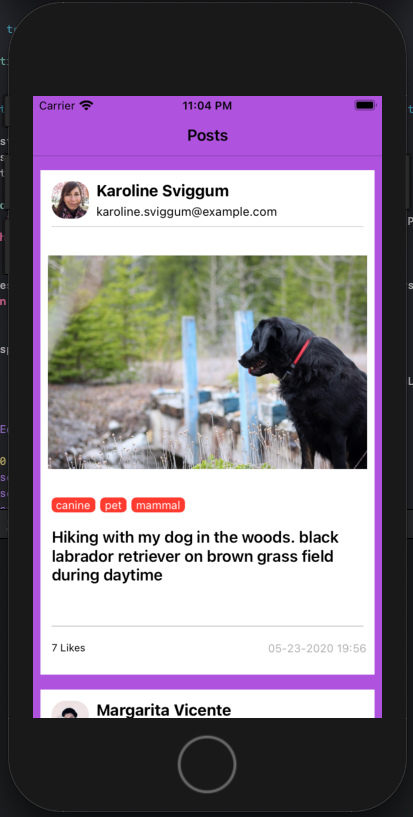 Carrier 11:04 PM
Posts
Karoline Sviggum
karoline.sviggum@example.com
canine pet mammal
Hiking with my dog in the woods. black
labrador retriever on brown grass field
during daytime
7 Likes 05-23-2020 19:56
Margarita Vicente